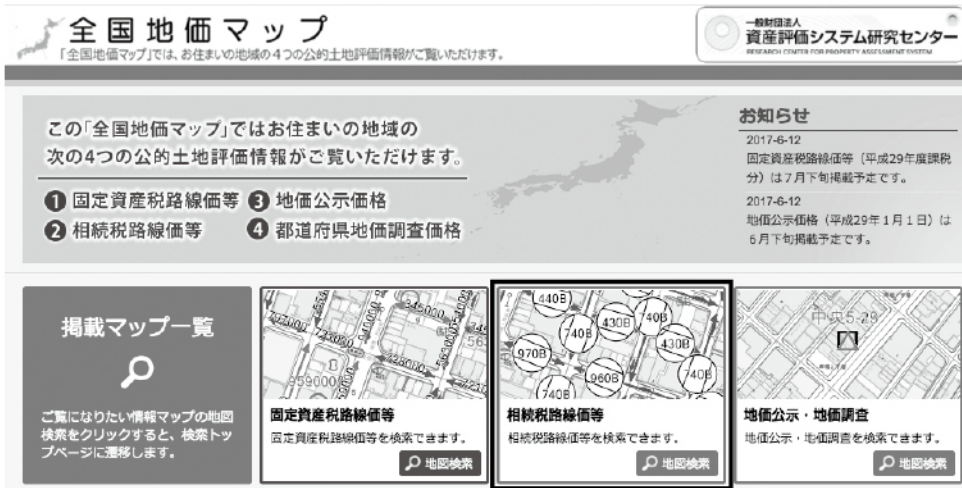 全国地価マップ
「全国地価マップ」では、お住まいの地域の4つの公的土地評価情報がご覧いただけます。
一般財団法人
資産評価システム研究センター
RESEARCH CENTER FOR PROPERTY ASSESSMENT SYSTEM
この「全国地価マップ」ではお住まいの地域の
次の4つの公的土地評価情報がご覧いただけます。
❶ 固定資産税路線価等 ❸ 地価公示価格
❷ 相続税路線価等 ❹ 都道府県地価調査価格
お知らせ
2017-6-12
固定資産税路線価等（平成29年度課税
分）は7月下旬掲載予定です。
2017-6-12
地価公示価格（平成29年1月1日）は
6月下旬掲載予定です。
掲載マップ一覧
ご覧になりたい情報マップの地図
検索をクリックすると、検索トッ
プページに遷移します。
固定資産税路線価等
固定資産税路線価等を検索できます。
地図検索
440B
740B
430B
740B
430B
970B
960B
740B
740B
相続税路線価等
相続税路線価等を検索できます。
地図検索
中央5-29
地価公示・地価調査
地価公示・地価調査を検索できます。
地図検索